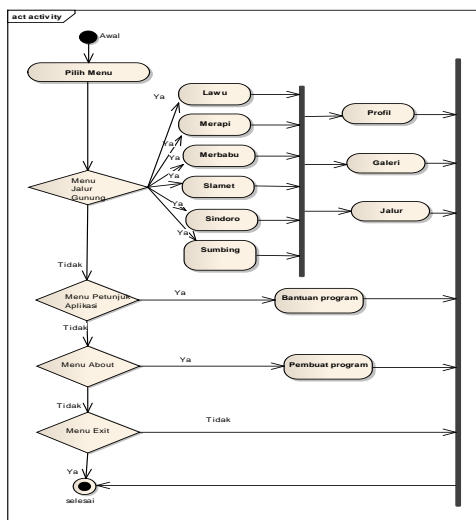 act activity
Awal
Pilih Menu
Menu
Jalur
Gunung
Ya
Ya
Ya
Ya
Ya
Lawu
Merapi
Merbabu
Slamet
Sindoro
Sumbing
Profil
Galeri
Jalur
Tidak
Menu Petunjuk
Aplikasi
Ya
Bantuan program
Tidak
Menu About
Ya
Pembuat program
Tidak
Menu Exit
Tidak
Ya
selesai